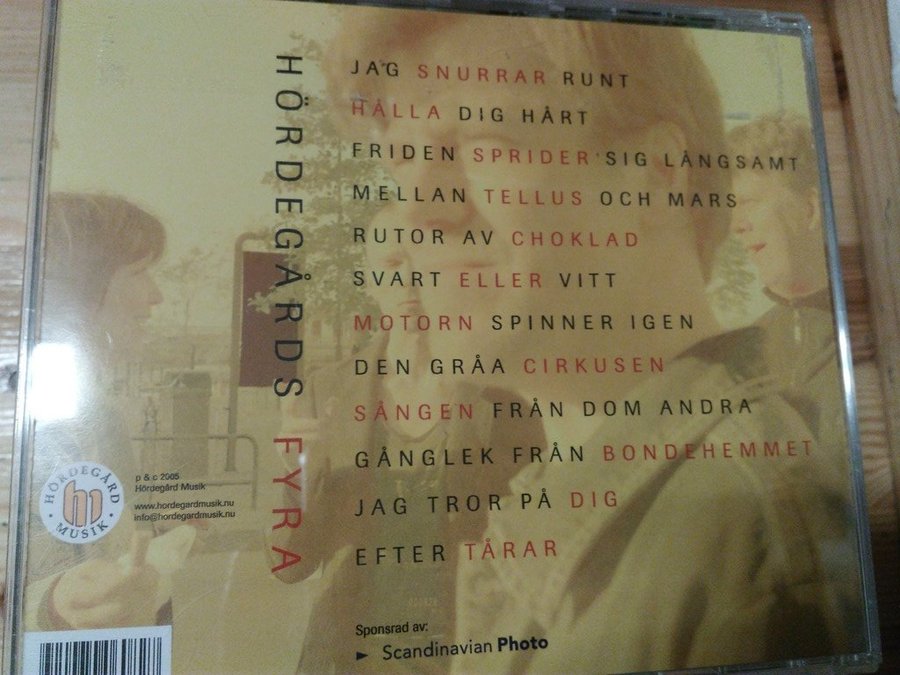 HÖRDEGÅRDS FYRA
JAG SNURRAR RUNT
HÅLLA DIG HÅRT
FRIDEN SPRIDER SIG LÅNGSAMT
MELLAN TELLUS OCH MARS
RUTOR AV CHOKLAD
SVART ELLER VITT
MOTORN SPINNER IGEN
DEN GRÅA CIRKUSEN
SÅNGEN FRÅN DOM ANDRA
GÅNGLEK FRÅN BONDEHEMMET
JAG TROR PÅ DIG
EFTER TÅRAR
HÖRDEGÅRD
MUSIK
p & c 2005
Hördegård Musik
www.hordegardmusik.nu
info@hordegardmusik.nu
Sponsrad av:
► Scandinavian Photo